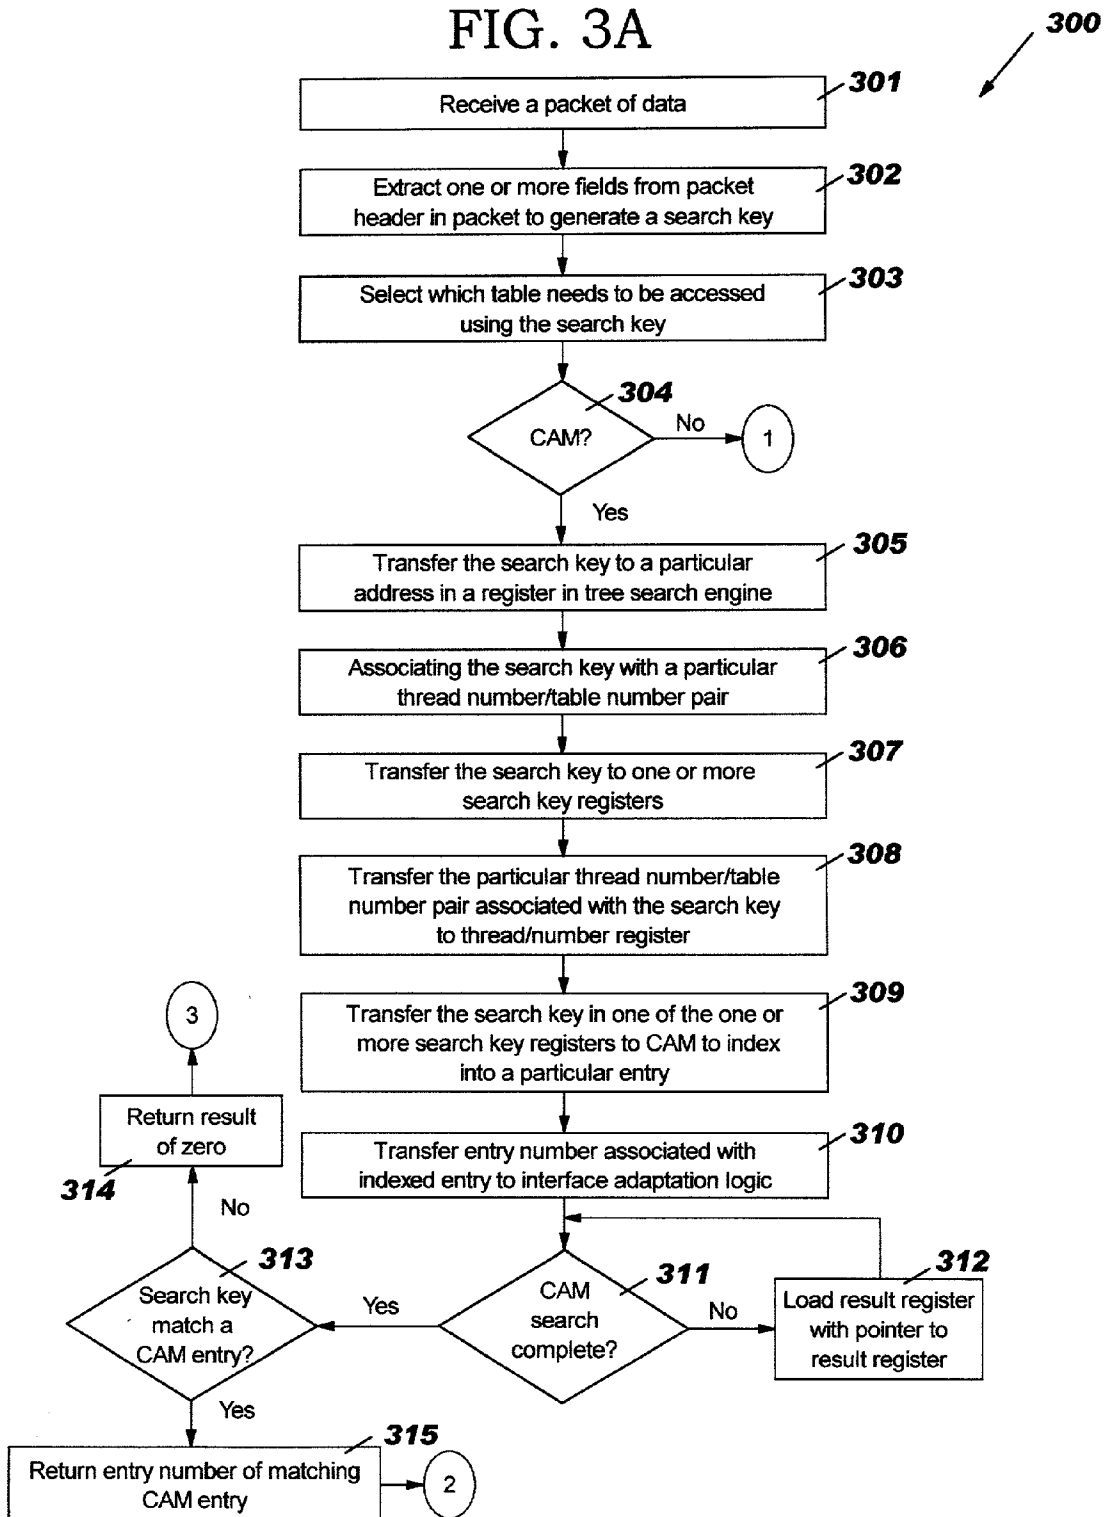 FIG. 3A
300
301
Receive a packet of data
302
Extract one or more fields from packet
header in packet to generate a search key
303
Select which table needs to be accessed
using the search key
304
CAM?
No
1
Yes
305
Transfer the search key to a particular
address in a register in tree search engine
306
Associating the search key with a particular
thread number/table number pair
307
Transfer the search key to one or more
search key registers
308
Transfer the particular thread number/table
number pair associated with the search key
to thread/number register
309
Transfer the search key in one of the one or
more search key registers to CAM to index
into a particular entry
310
Transfer entry number associated with
indexed entry to interface adaptation logic
311
CAM
search
complete?
No
312
Load result register
with pointer to
result register
Yes
313
Search key
match a
CAM entry?
No
314
Return result
of zero
3
Yes
315
Return entry number of matching
CAM entry
2